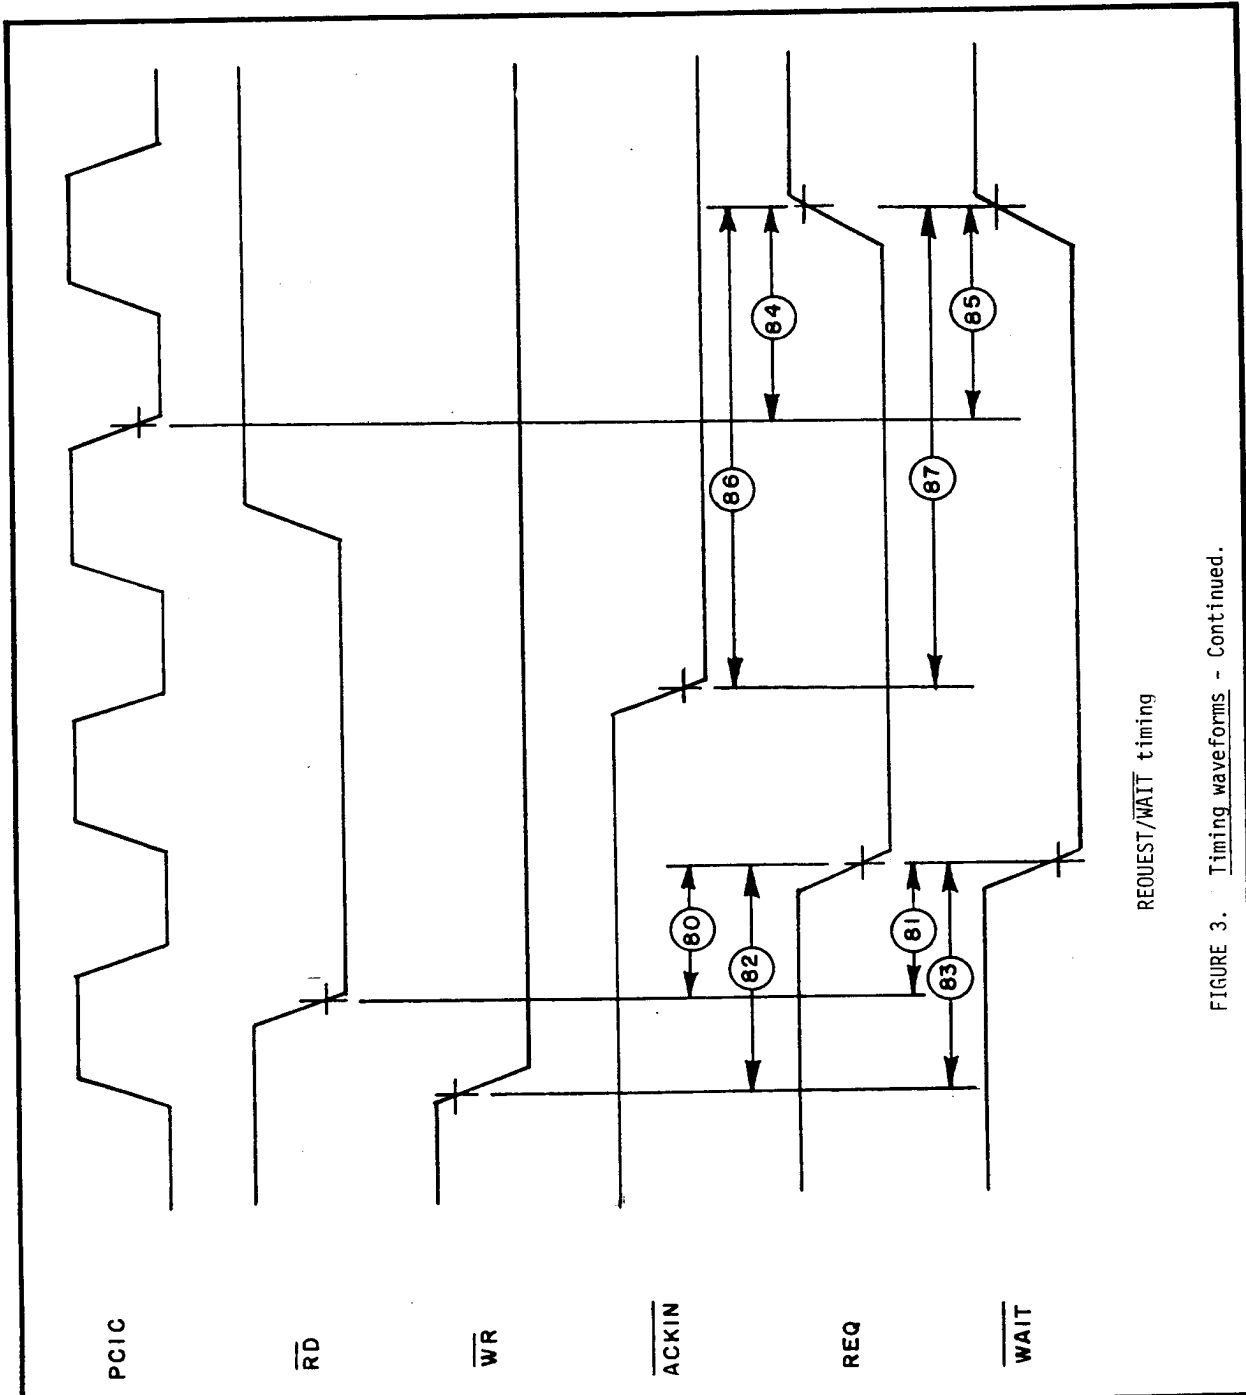 PCIC
RD
WR
ACKIN
REQ
WAIT
80
82
81
83
86
84
87
85
REQUEST/WAIT timing
FIGURE 3. Timing waveforms - Continued.